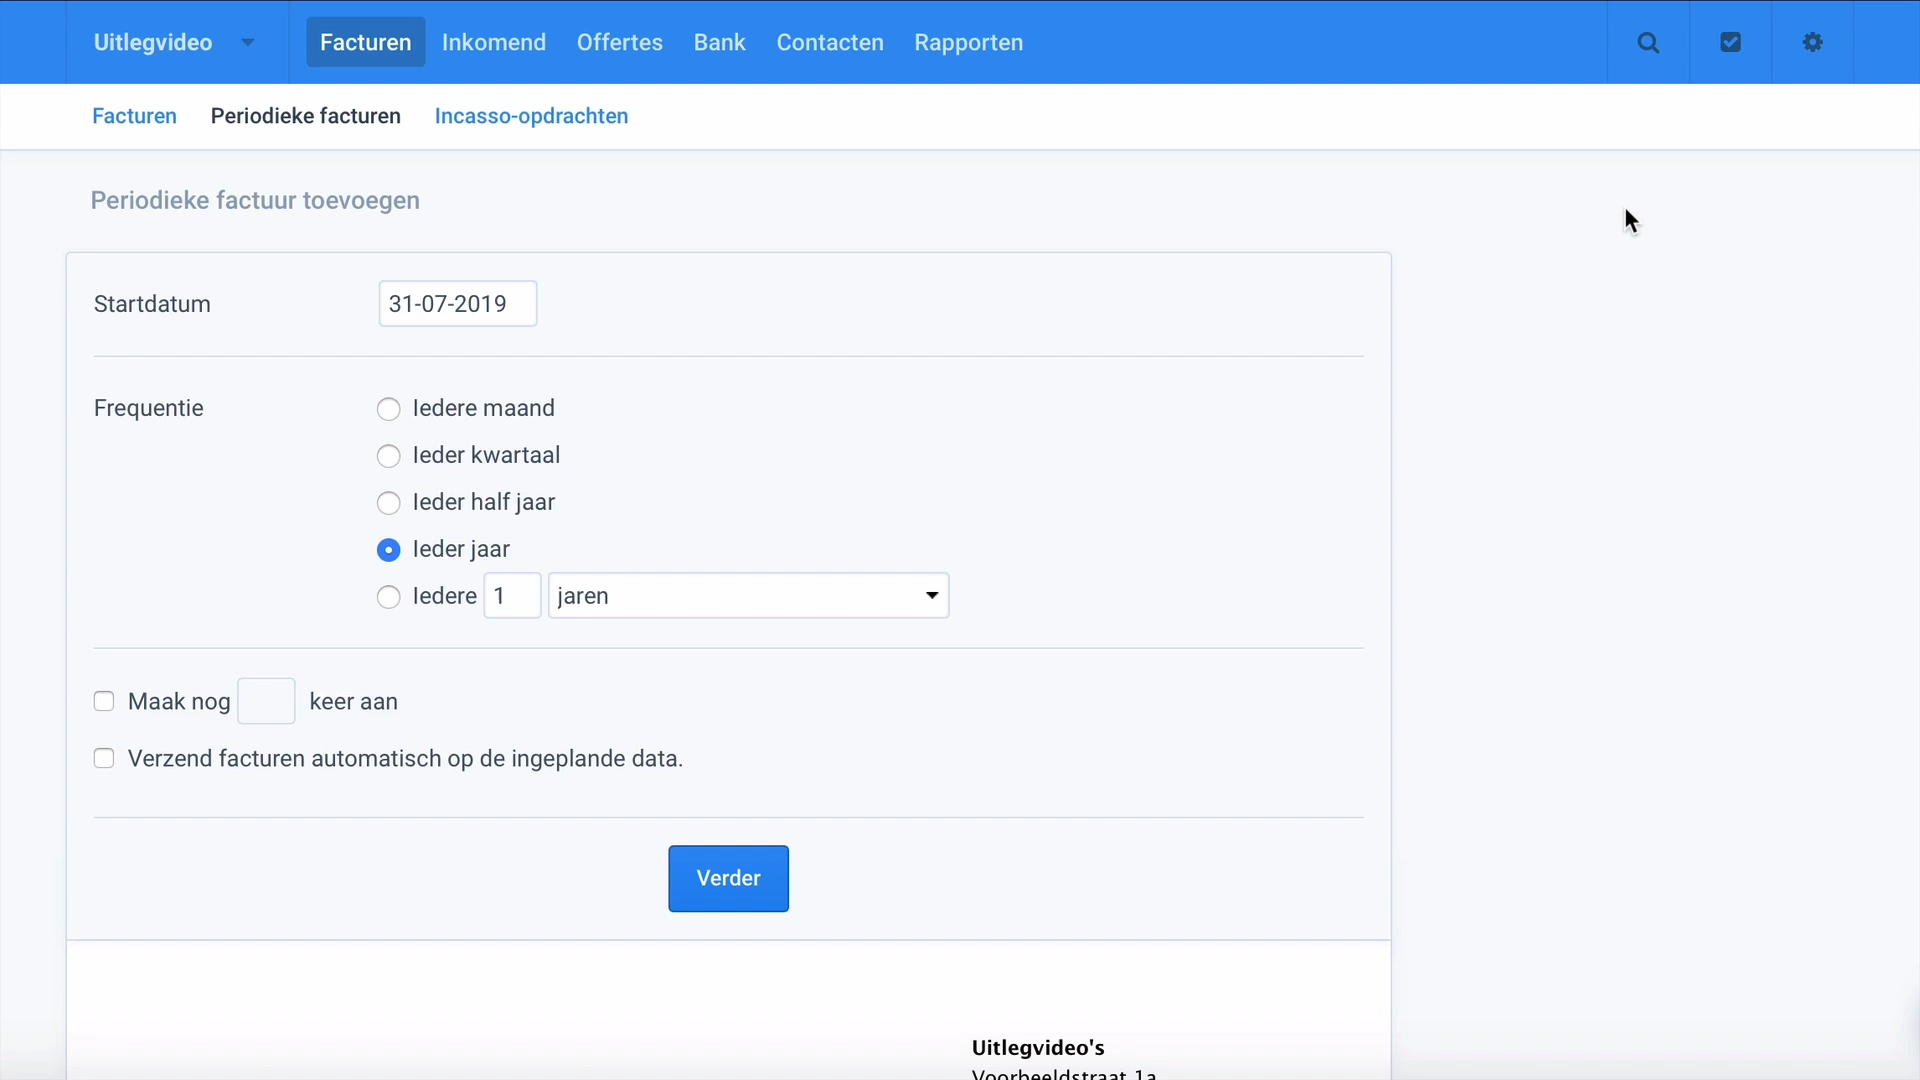 Uitlegvideo Facturen Inkomend Offertes Bank Contacten Rapporten
Facturen Periodieke facturen Incasso-opdrachten
Periodieke factuur toevoegen
Startdatum 31-07-2019
Frequentie Iedere maand
Ieder kwartaal
Ieder half jaar
Ieder jaar
Iedere 1 jaren
Maak nog keer aan
Verzend facturen automatisch op de ingeplande data.
Verder
Uitlegvideo's
Voorbeeldstraat 1a